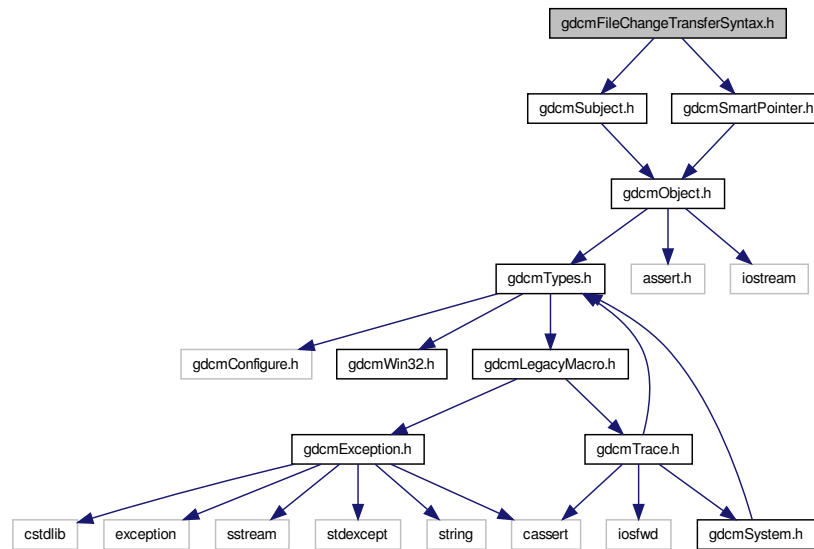 gdcmFileChangeTransferSyntax.h
gdcmSubject.h
gdcmSmartPointer.h
gdcmObject.h
gdcmTypes.h
assert.h
iostream
gdcmConfigure.h
gdcmWin32.h
gdcmLegacyMacro.h
gdcmException.h
gdcmTrace.h
cstdlib
exception
sstream
stdexcept
string
cassert
iosfwd
gdcmSystem.h